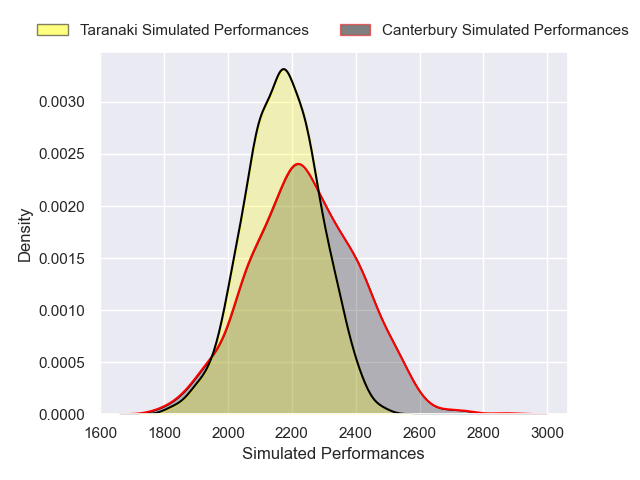 Taranaki Simulated Performances
Canterbury Simulated Performances
Density
0.0030
0.0025
0.0020
0.0015
0.0010
0.0005
0.0000
1600 1800 2000 2200 2400 2600 2800 3000
Simulated Performances